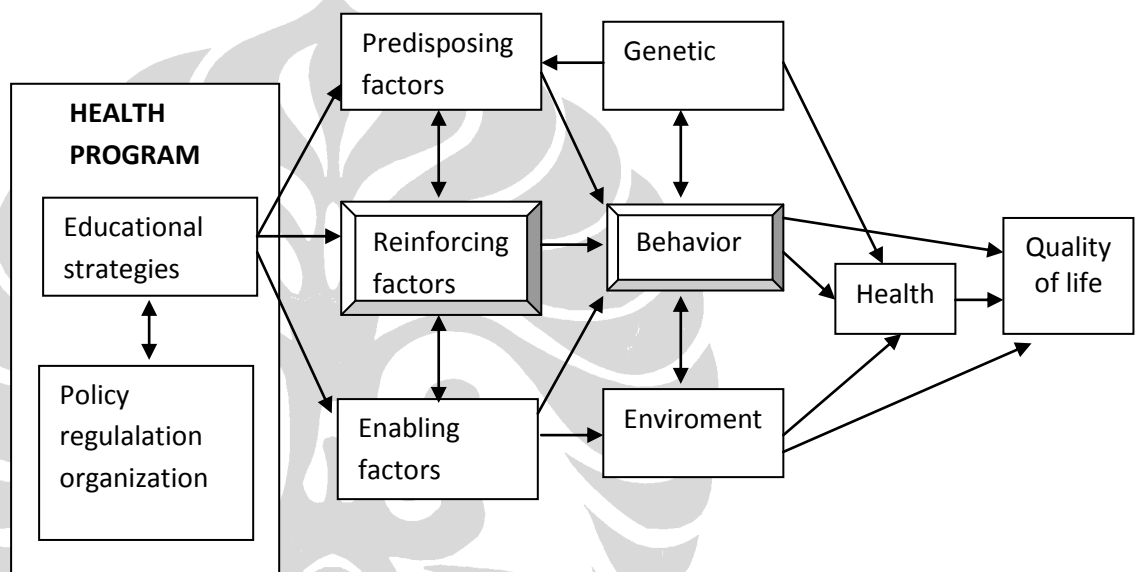 HEALTH
PROGRAM
Educational
strategies
Policy
regulalation
organization
Predisposing
factors
Reinforcing
factors
Enabling
factors
Genetic
Behavior
Enviroment
Health
Quality
of life